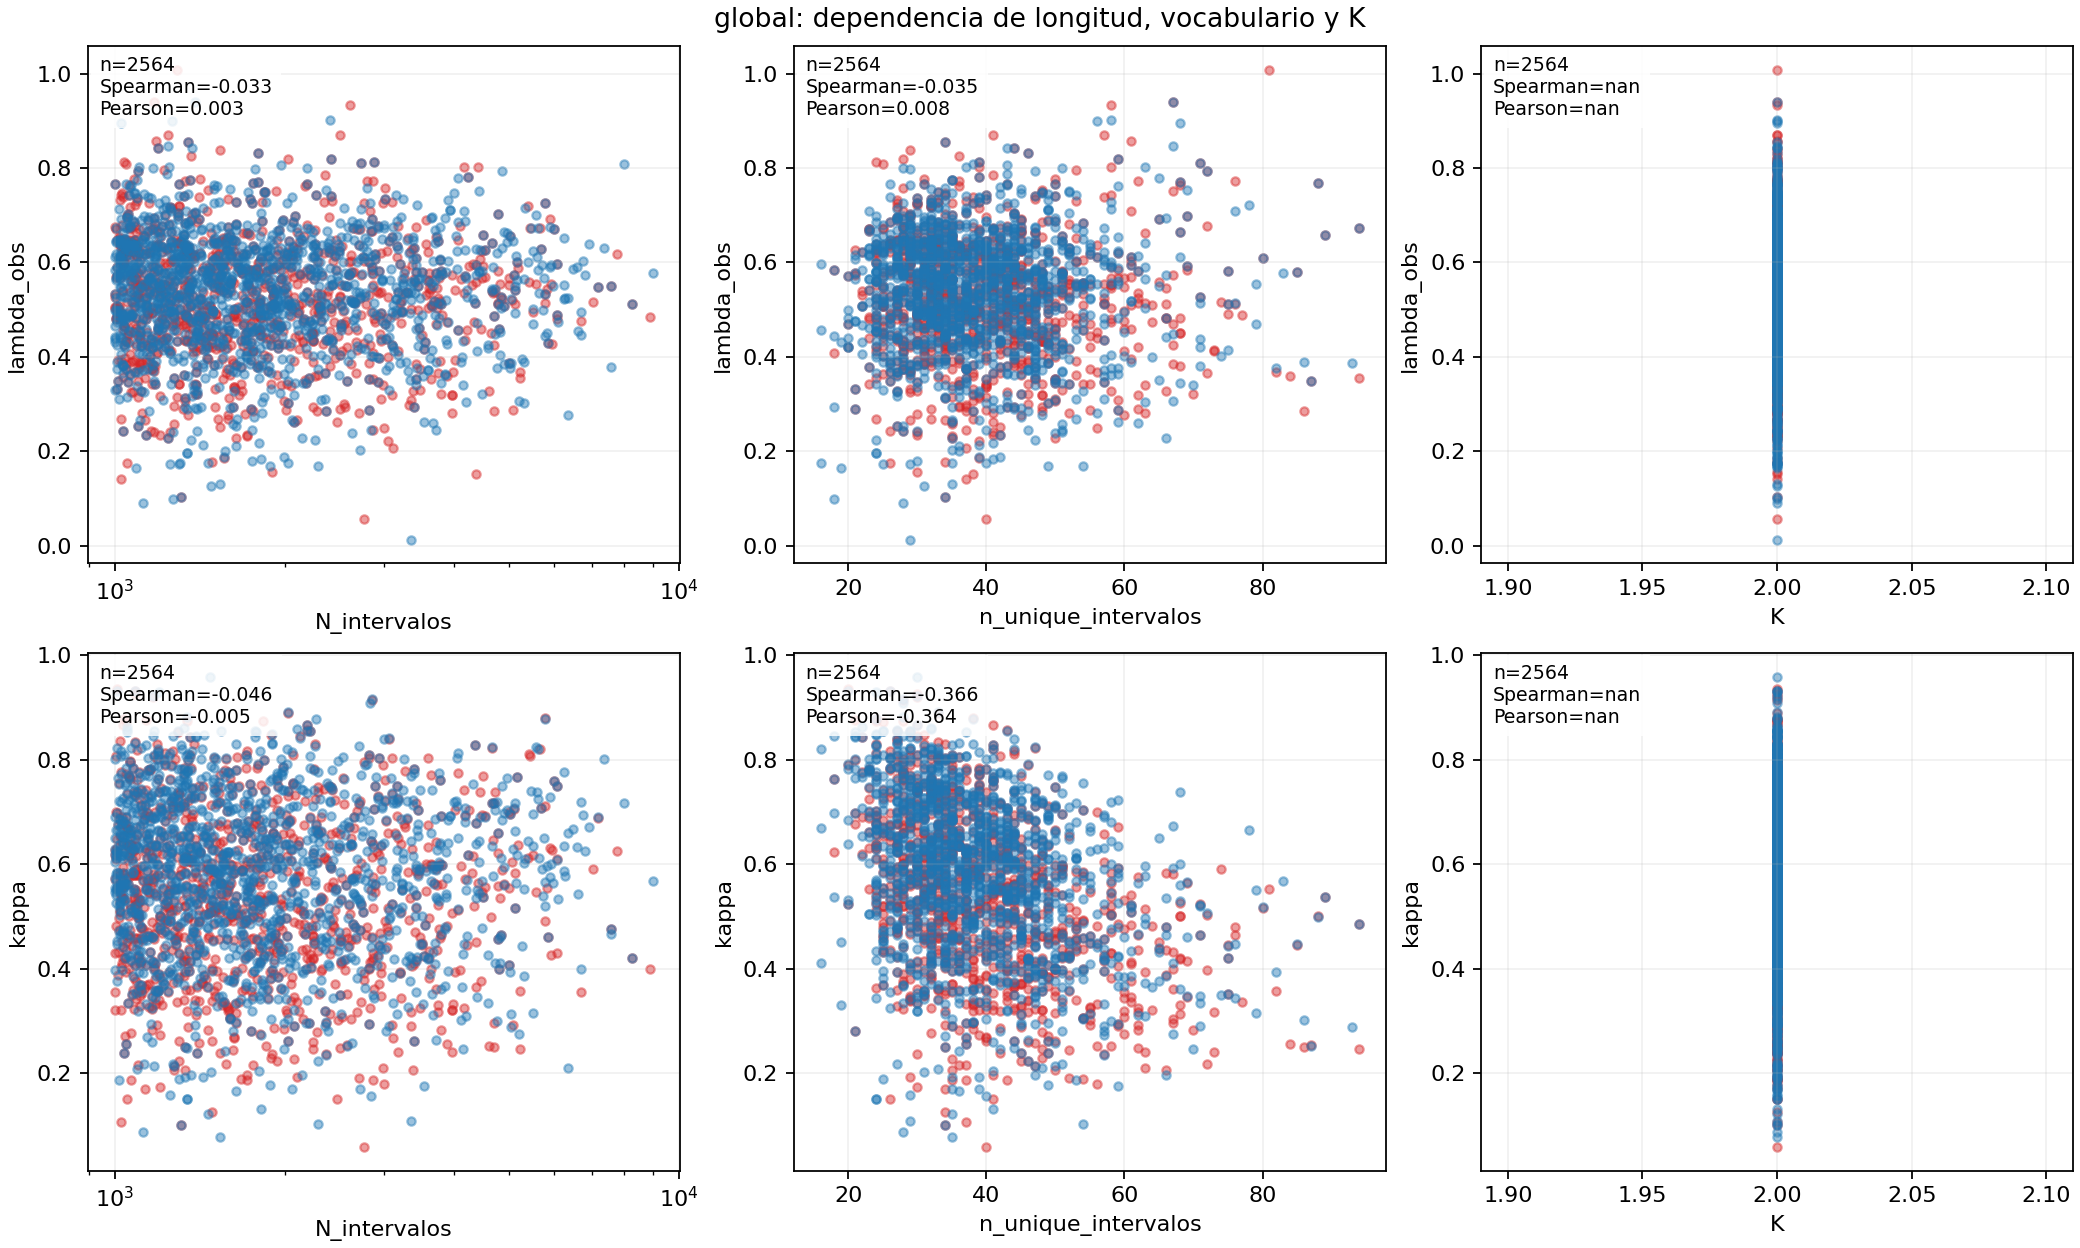 global: dependencia de longitud, vocabulario y K
n=2564
Spearman=-0.033
Pearson=0.003
lambda_obs
1.0
0.8
0.6
0.4
0.2
0.0
10³
10⁴
N_intervalos
n=2564
Spearman=-0.035
Pearson=0.008
lambda_obs
1.0
0.8
0.6
0.4
0.2
0.0
20
40
60
80
n_unique_intervalos
n=2564
Spearman=nan
Pearson=nan
lambda_obs
1.0
0.8
0.6
0.4
0.2
0.0
1.90
1.95
2.00
2.05
2.10
K
n=2564
Spearman=-0.046
Pearson=-0.005
kappa
1.0
0.8
0.6
0.4
0.2
10³
10⁴
N_intervalos
n=2564
Spearman=-0.366
Pearson=-0.364
kappa
1.0
0.8
0.6
0.4
0.2
20
40
60
80
n_unique_intervalos
n=2564
Spearman=nan
Pearson=nan
kappa
1.0
0.8
0.6
0.4
0.2
1.90
1.95
2.00
2.05
2.10
K